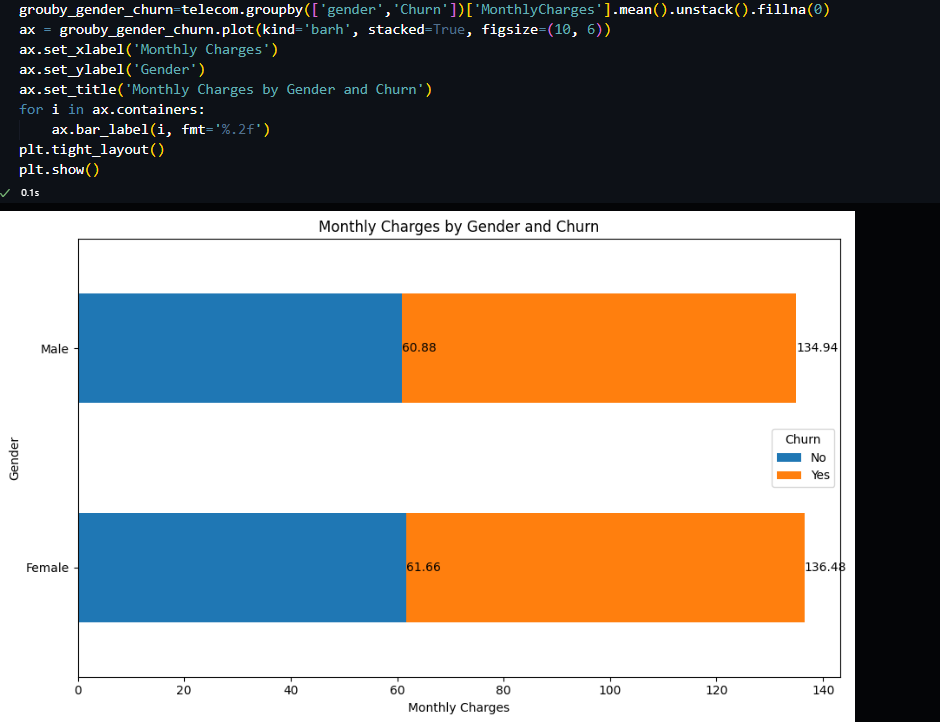 grouby_gender_churn=telecom.groupby(['gender','Churn'])['MonthlyCharges'].mean().unstack().fillna(0)
ax = grouby_gender_churn.plot(kind='barh', stacked=True, figsize=(10, 6))
ax.set_xlabel('Monthly Charges')
ax.set_ylabel('Gender')
ax.set_title('Monthly Charges by Gender and Churn')
for i in ax.containers:
    ax.bar_label(i, fmt='%.2f')
plt.tight_layout()
plt.show()
0.1s
Monthly Charges by Gender and Churn
Male
60.88
134.94
Churn
No
Yes
Gender
Female
61.66
136.48
0 20 40 60 80 100 120 140
Monthly Charges